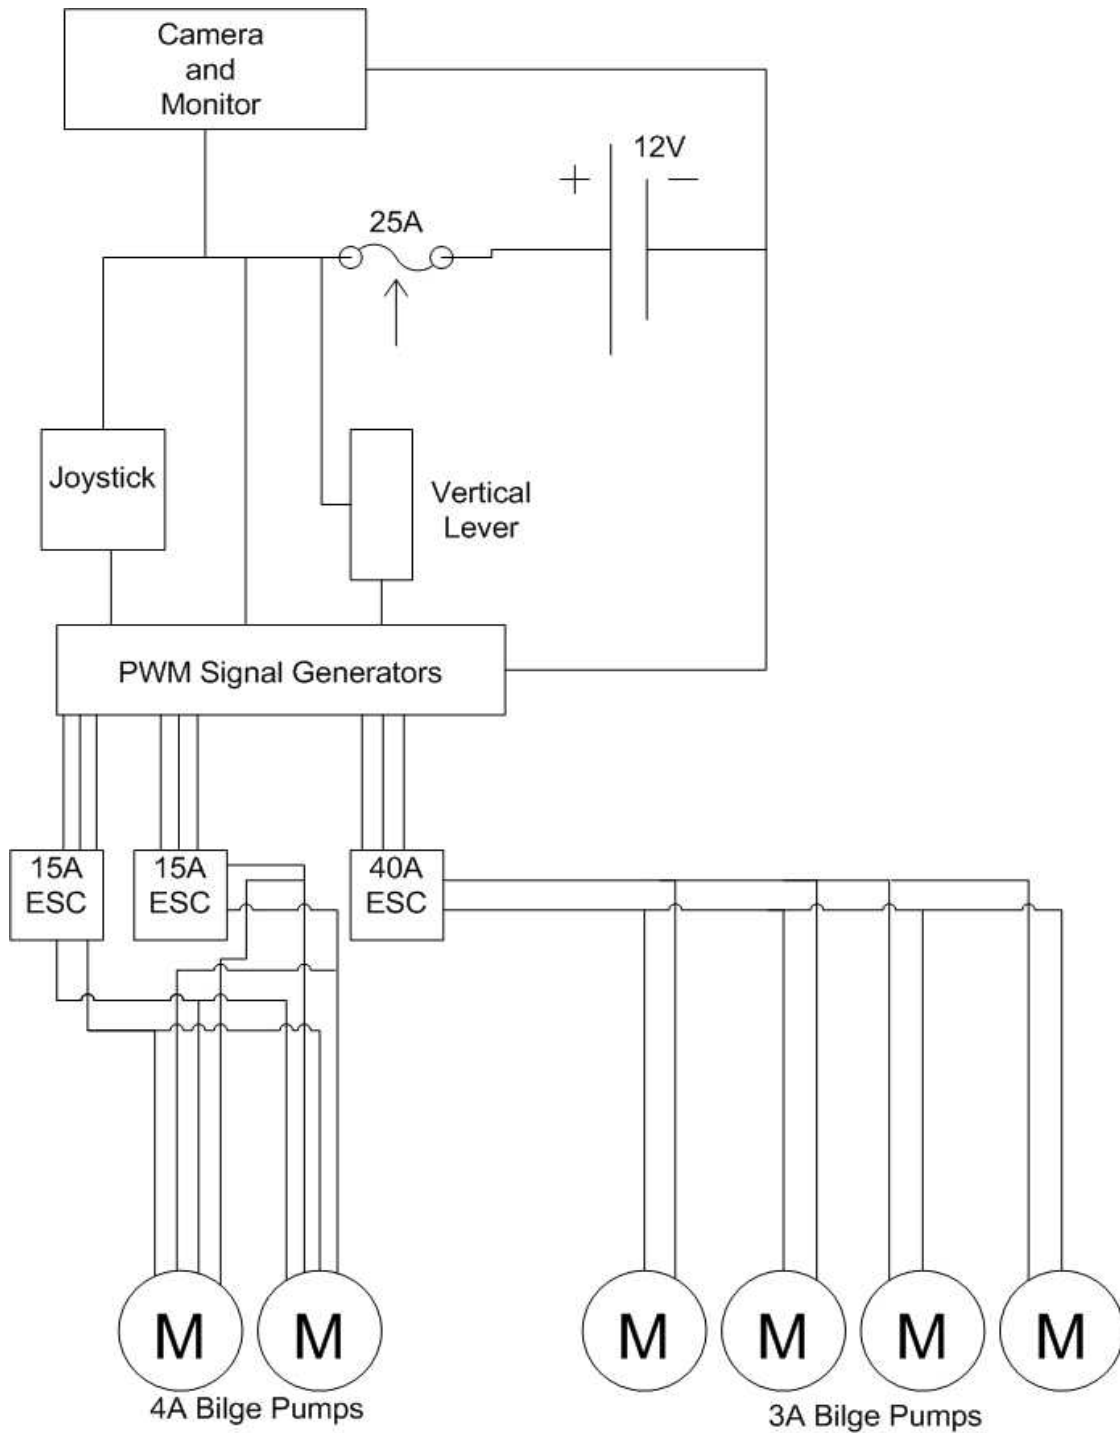 Camera
and
Monitor
12V
+
−
25A
Joystick
Vertical
Lever
PWM Signal Generators
15A
ESC
15A
ESC
40A
ESC
M
M
M
M
M
M
4A Bilge Pumps
3A Bilge Pumps